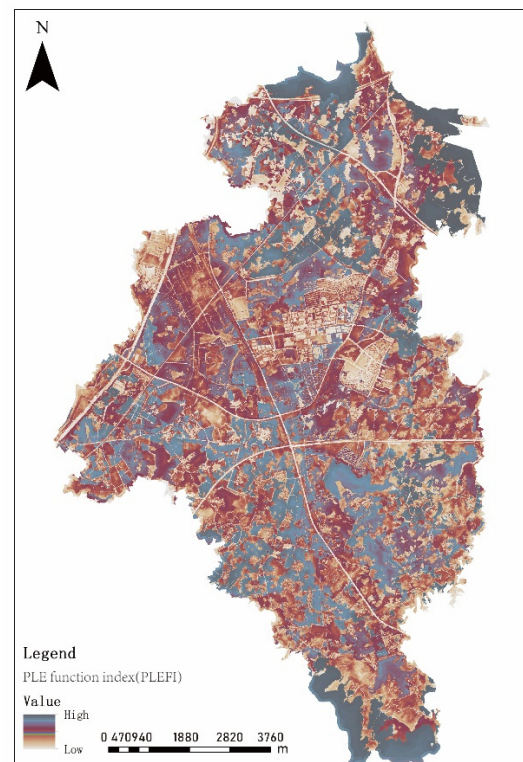 N
Legend
PLE function index(PLEFI)
Value
High
Low
0 470940 1880 2820 3760
m